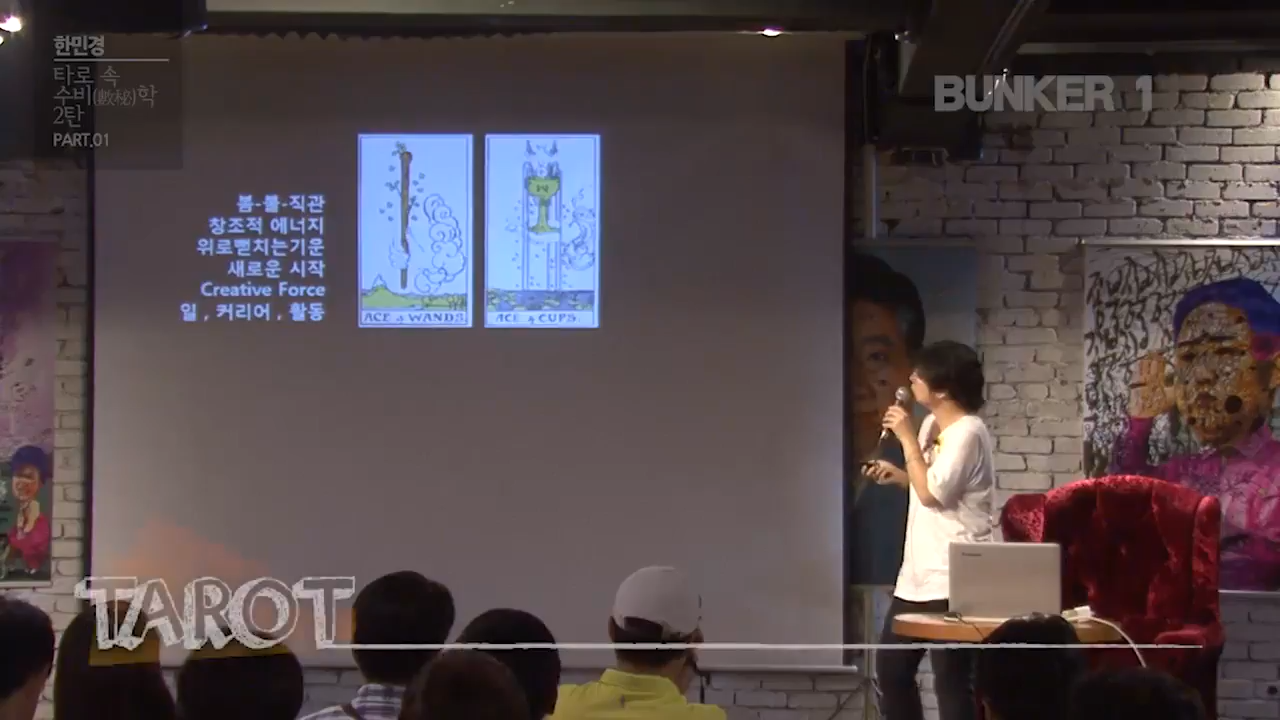 한민경
타로 속
수비(數秘)학
2탄
PART.01
BUNKER 1
봄-불-직관
창조적 에너지
위로뻗치는기운
새로운 시작
Creative Force
일 , 커리어 , 활동
ACE of WANDS.
ACE of CUPS.
TAROT